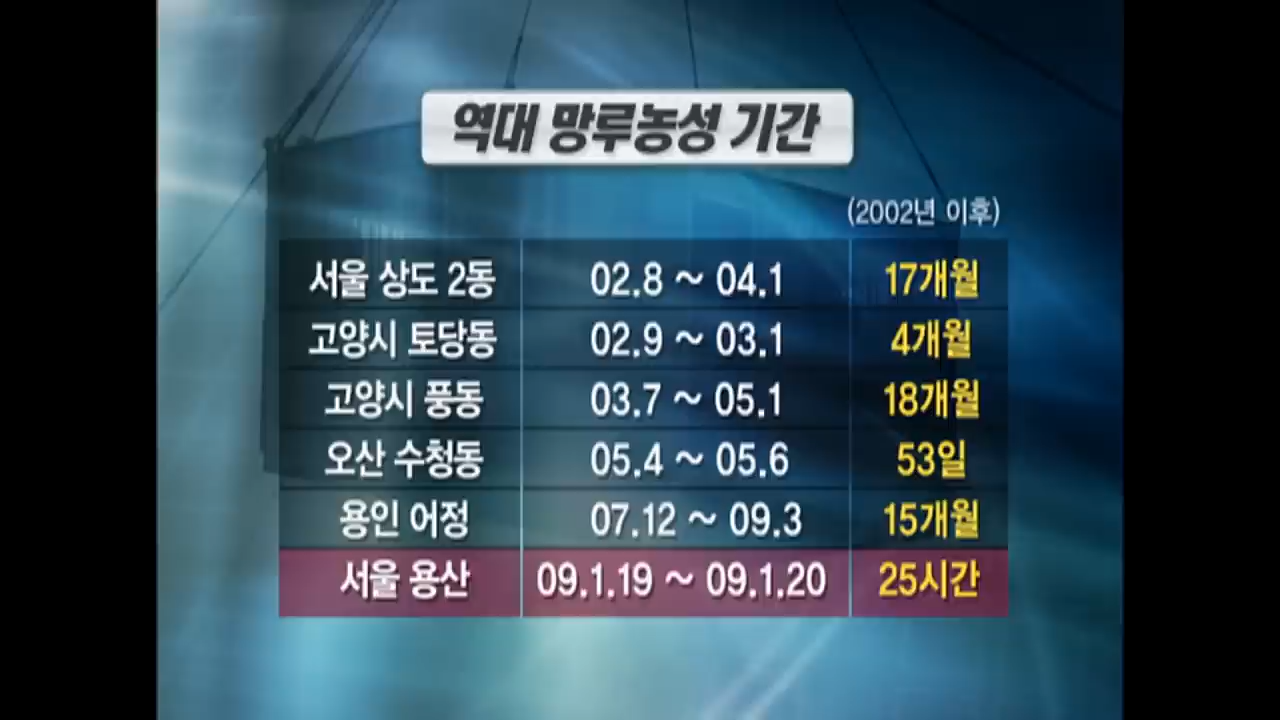 역대 망루농성 기간
(2002년 이후)
서울 상도 2동 02.8 ~ 04.1 17개월
고양시 토당동 02.9 ~ 03.1 4개월
고양시 풍동 03.7 ~ 05.1 18개월
오산 수청동 05.4 ~ 05.6 53일
용인 어정 07.12 ~ 09.3 15개월
서울 용산 09.1.19 ~ 09.1.20 25시간